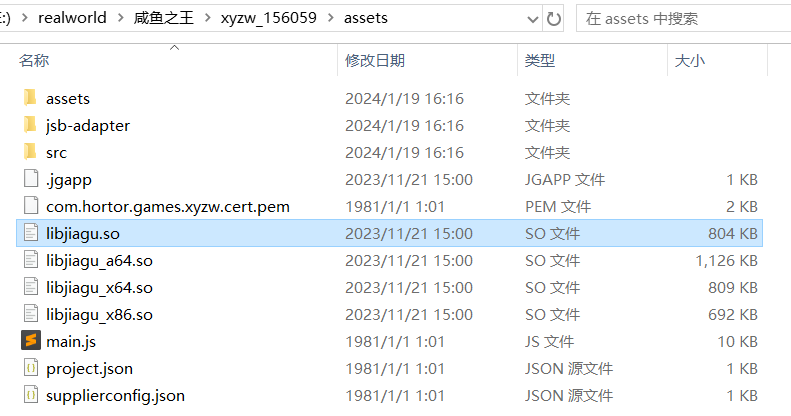 :) > realworld > 咸鱼之王 > xyzw_156059 > assets 在 assets 中搜索
名称 修改日期 类型 大小
assets 2024/1/19 16:16 文件夹
jsb-adapter 2024/1/19 16:16 文件夹
src 2024/1/19 16:16 文件夹
.jgapp 2023/11/21 15:00 JGAPP 文件 1 KB
com.hortor.games.xyzw.cert.pem 1981/1/1 1:01 PEM 文件 2 KB
libjiagu.so 2023/11/21 15:00 SO 文件 804 KB
libjiagu_a64.so 2023/11/21 15:00 SO 文件 1,126 KB
libjiagu_x64.so 2023/11/21 15:00 SO 文件 809 KB
libjiagu_x86.so 2023/11/21 15:00 SO 文件 692 KB
main.js 1981/1/1 1:01 JS 文件 10 KB
project.json 1981/1/1 1:01 JSON 源文件 1 KB
supplierconfig.json 1981/1/1 1:01 JSON 源文件 1 KB